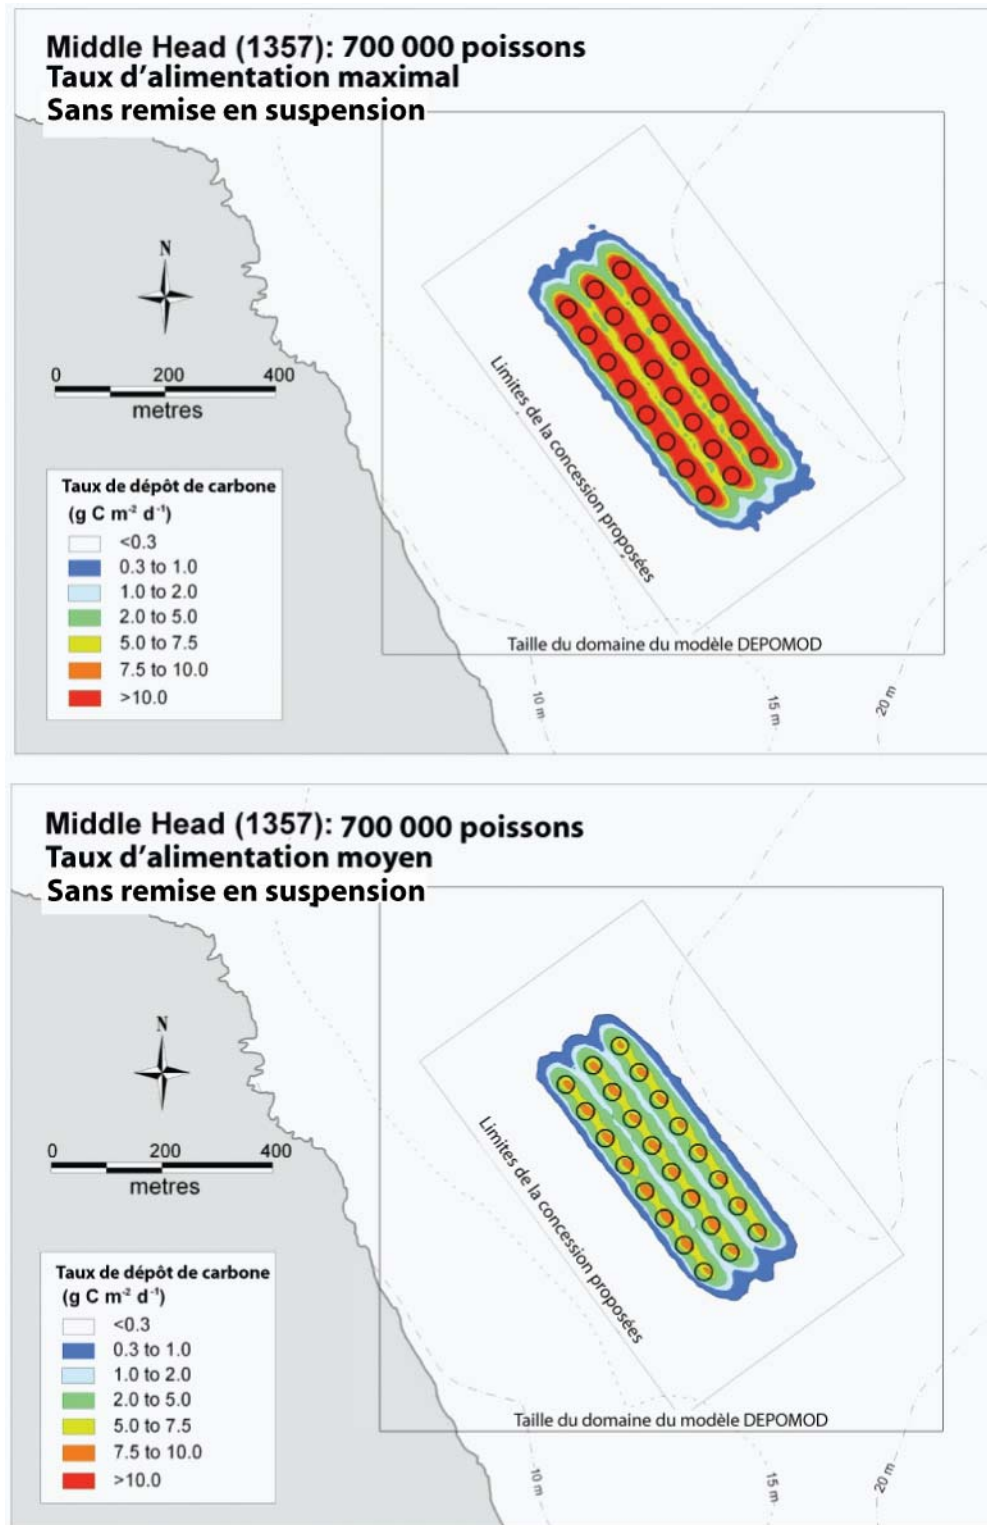 Middle Head (1357): 700 000 poissons
Taux d'alimentation maximal
Sans remise en suspension
N
0 200 400
metres
Taux de dépôt de carbone
(g C m⁻² d⁻¹)
<0.3
0.3 to 1.0
1.0 to 2.0
2.0 to 5.0
5.0 to 7.5
7.5 to 10.0
>10.0
Limites de la concession proposées
Taille du domaine du modèle DEPOMOD
10 m
15 m
20 m
Middle Head (1357): 700 000 poissons
Taux d'alimentation moyen
Sans remise en suspension
N
0 200 400
metres
Taux de dépôt de carbone
(g C m⁻² d⁻¹)
<0.3
0.3 to 1.0
1.0 to 2.0
2.0 to 5.0
5.0 to 7.5
7.5 to 10.0
>10.0
Limites de la concession proposées
Taille du domaine du modèle DEPOMOD
10 m
15 m
20 m